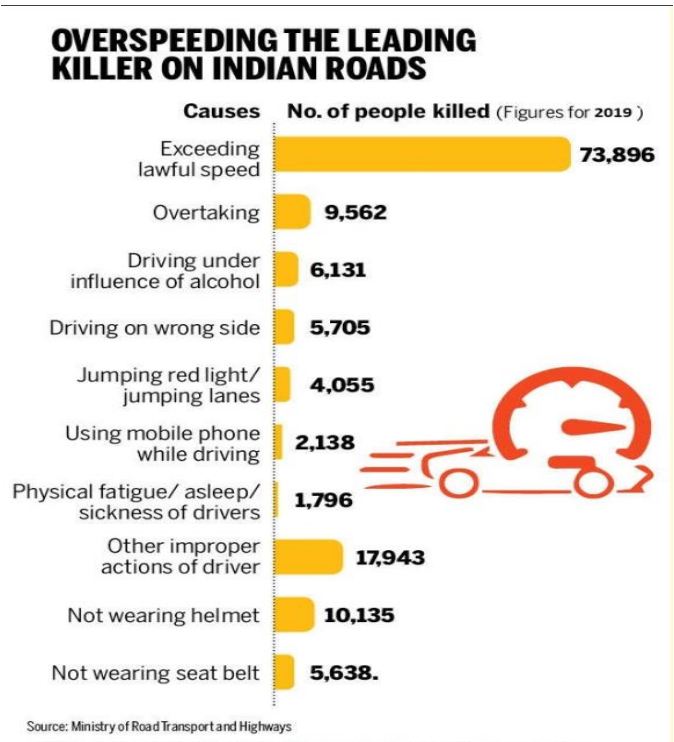 OVERSPEEDING THE LEADING
KILLER ON INDIAN ROADS
Causes No. of people killed (Figures for 2019 )
Exceeding
lawful speed
73,896
Overtaking 9,562
Driving under
influence of alcohol
6,131
Driving on wrong side 5,705
Jumping red light/
jumping lanes
4,055
Using mobile phone
while driving
2,138
Physical fatigue/ asleep/
sickness of drivers
1,796
Other improper
actions of driver
17,943
Not wearing helmet 10,135
Not wearing seat belt 5,638.
Source: Ministry of Road Transport and Highways